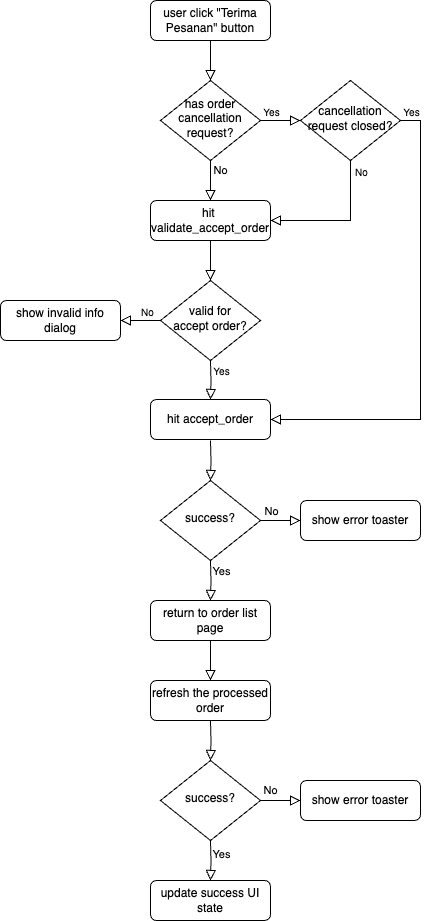 user click "Terima
Pesanan" button
has order
cancellation
request?
Yes
cancellation
request closed?
Yes
No
No
hit
validate_accept_order
valid for
accept order?
No
show invalid info
dialog
Yes
hit accept_order
success?
No
show error toaster
Yes
return to order list
page
refresh the processed
order
success?
No
show error toaster
Yes
update success UI
state